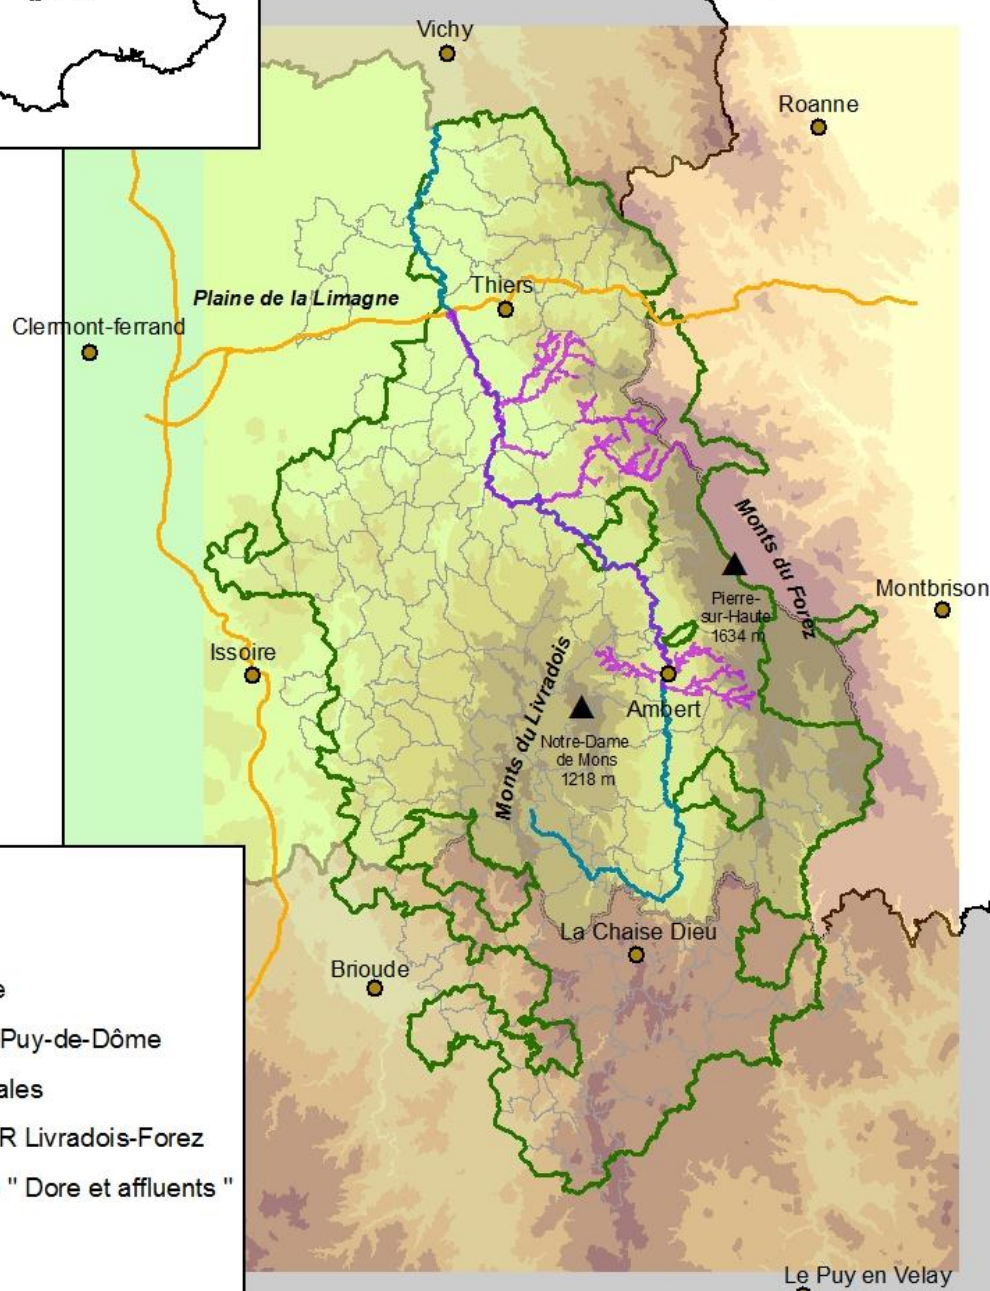 Vichy
Roanne
Thiers
Plaine de la Limagne
Clermont-ferrand
Monts du Forez
Montbrison
Pierre-
sur-Haute
1634 m
Issoire
Monts du Livradois
Ambert
Notre-Dame
de Mons
1218 m
La Chaise Dieu
Brioude
e
Puy-de-Dôme
ales
R Livradois-Forez
" Dore et affluents "
Le Puy en Velay